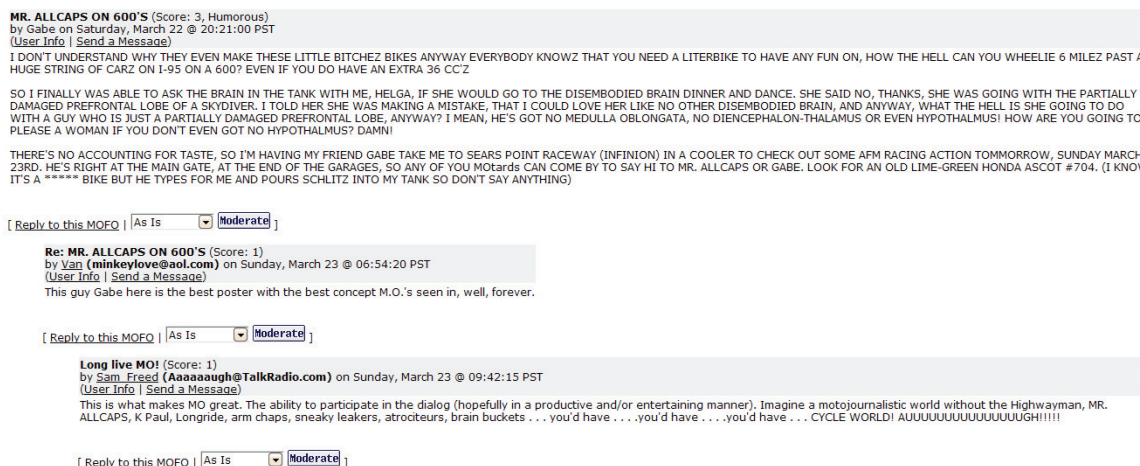 MR. ALLCAPS ON 600'S (Score: 3, Humorous)
by Gabe on Saturday, March 22 @ 20:21:00 PST
(User Info | Send a Message)
I DON'T UNDERSTAND WHY THEY EVEN MAKE THESE LITTLE BITCHEZ BIKES ANYWAY EVERYBODY KNOWZ THAT YOU NEED A LITERBIKE TO HAVE ANY FUN ON, HOW THE HELL CAN YOU WHEELIE 6 MILEZ PAST A
HUGE STRING OF CARZ ON I-95 ON A 600? EVEN IF YOU DO HAVE AN EXTRA 36 CC'Z
SO I FINALLY WAS ABLE TO ASK THE BRAIN IN THE TANK WITH ME, HELGA, IF SHE WOULD GO TO THE DISEMBODIED BRAIN DINNER AND DANCE. SHE SAID NO, THANKS, SHE WAS GOING WITH THE PARTIALLY
DAMAGED PREFRONTAL LOBE OF A SKYDIVER. I TOLD HER SHE WAS MAKING A MISTAKE, THAT I COULD LOVE HER LIKE NO OTHER DISEMBODIED BRAIN, AND ANYWAY, WHAT THE HELL IS SHE GOING TO DO
WITH A GUY WHO IS JUST A PARTIALLY DAMAGED PREFRONTAL LOBE, ANYWAY? I MEAN, HE'S GOT NO MEDULLA OBLONGATA, NO DIENCEPHALON-THALAMUS OR EVEN HYPOTHALMUS! HOW ARE YOU GOING TO
PLEASE A WOMAN IF YOU DON'T EVEN GOT NO HYPOTHALMUS? DAMN!
THERE'S NO ACCOUNTING FOR TASTE, SO I'M HAVING MY FRIEND GABE TAKE ME TO SEARS POINT RACEWAY (INFINION) IN A COOLER TO CHECK OUT SOME AFM RACING ACTION TOMMORROW, SUNDAY MARCH
23RD. HE'S RIGHT AT THE MAIN GATE, AT THE END OF THE GARAGES, SO ANY OF YOU MOtards CAN COME BY TO SAY HI TO MR. ALLCAPS OR GABE. LOOK FOR AN OLD LIME-GREEN HONDA ASCOT #704. (I KNOW
IT'S A ***** BIKE BUT HE TYPES FOR ME AND POURS SCHLITZ INTO MY TANK SO DON'T SAY ANYTHING)
[ Reply to this MOFO | As Is Moderate ]
Re: MR. ALLCAPS ON 600'S (Score: 1)
by Van (minkeylove@aol.com) on Sunday, March 23 @ 06:54:20 PST
(User Info | Send a Message)
This guy Gabe here is the best poster with the best concept M.O.'s seen in, well, forever.
[ Reply to this MOFO | As Is Moderate ]
Long live MO! (Score: 1)
by Sam_Freed (Aaaaaaugh@TalkRadio.com) on Sunday, March 23 @ 09:42:15 PST
(User Info | Send a Message)
This is what makes MO great. The ability to participate in the dialog (hopefully in a productive and/or entertaining manner). Imagine a motojournalistic world without the Highwayman, MR.
ALLCAPS, K Paul, Longride, arm chaps, sneaky leakers, atrociteurs, brain buckets . . . you'd have . . . .you'd have . . . .you'd have . . . CYCLE WORLD! AUUUUUUUUUUUUUUUUGH!!!!!
[ Reply to this MOFO | As Is Moderate ]